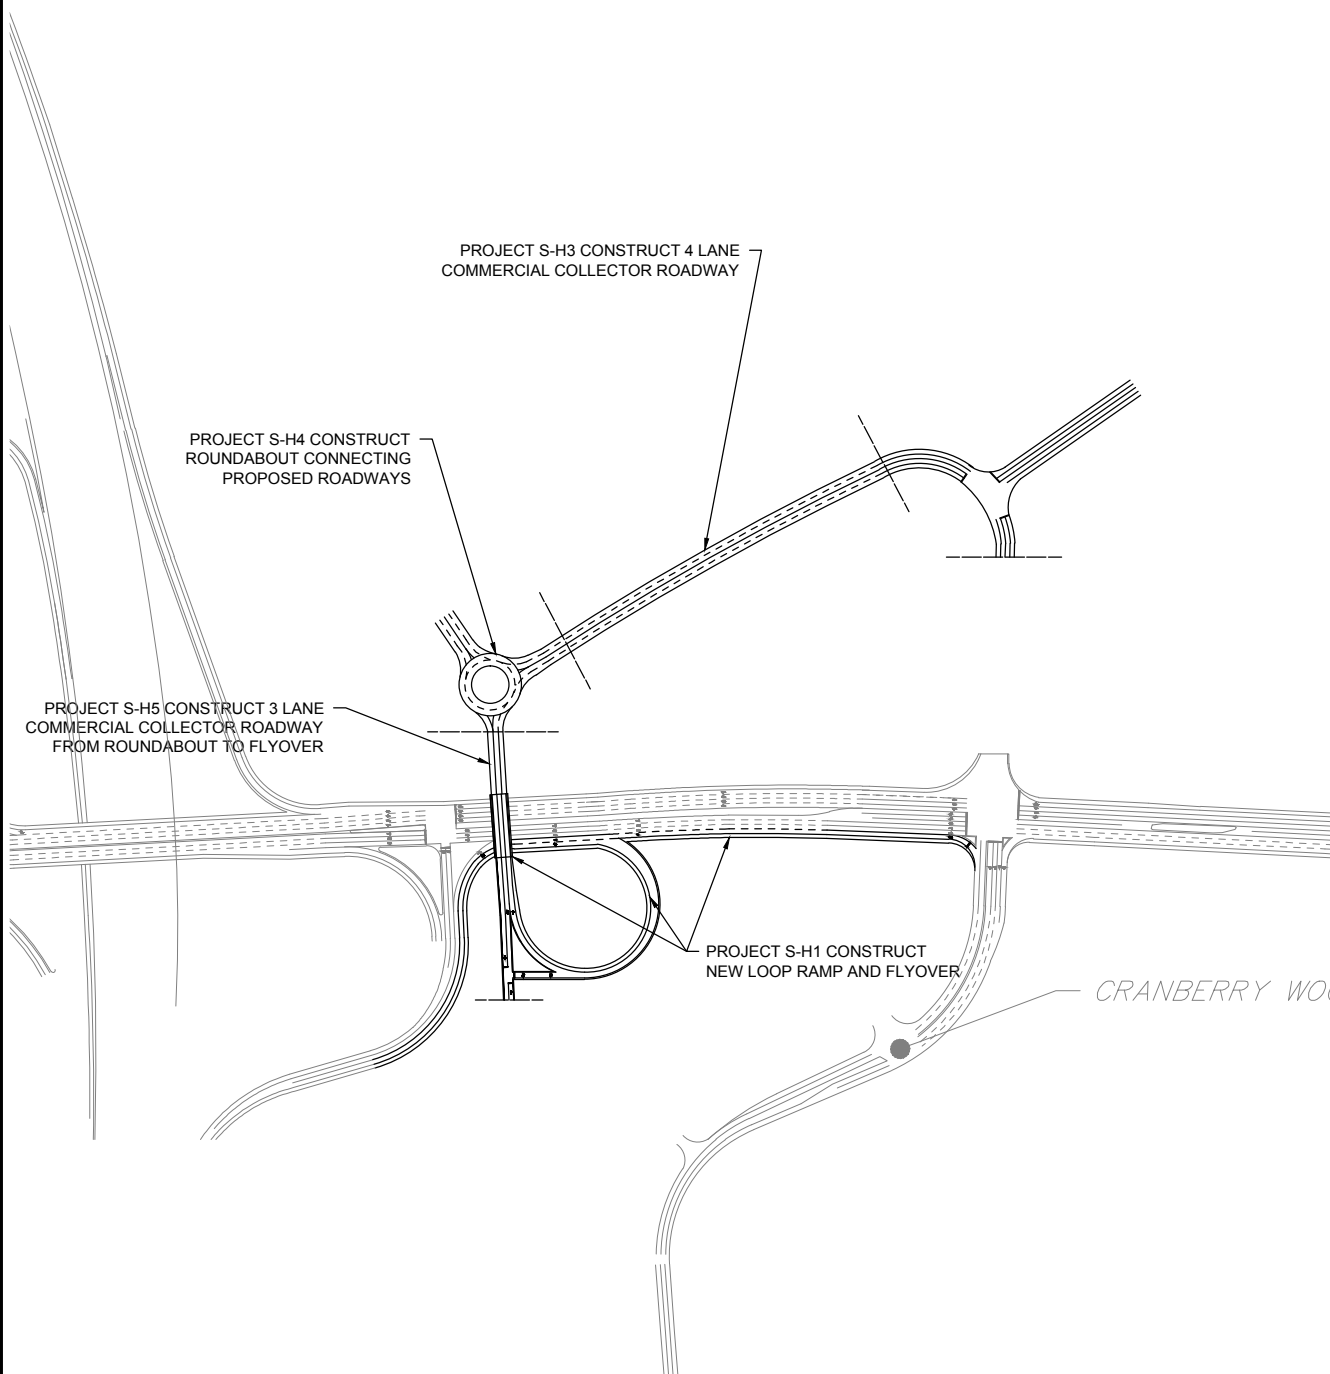 PROJECT S-H3 CONSTRUCT 4 LANE
COMMERCIAL COLLECTOR ROADWAY
PROJECT S-H4 CONSTRUCT
ROUNDABOUT CONNECTING
PROPOSED ROADWAYS
PROJECT S-H5 CONSTRUCT 3 LANE
COMMERCIAL COLLECTOR ROADWAY
FROM ROUNDABOUT TO FLYOVER
PROJECT S-H1 CONSTRUCT
NEW LOOP RAMP AND FLYOVER
CRANBERRY